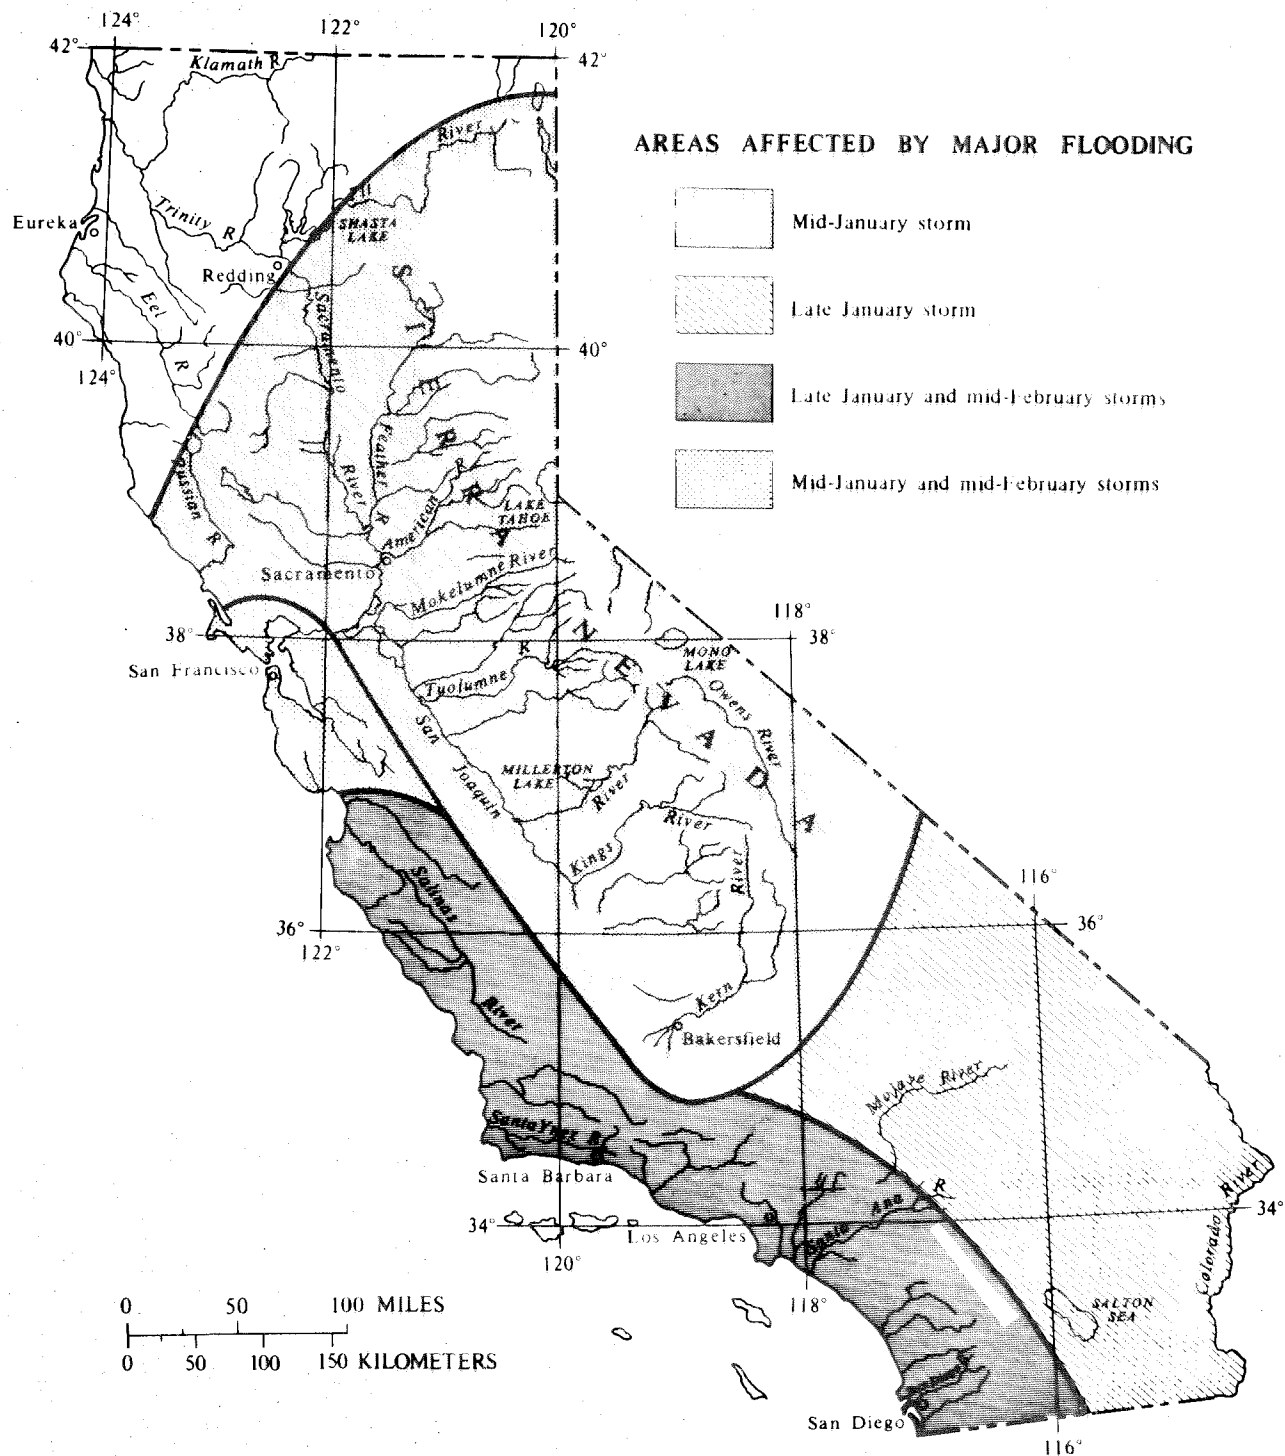 124°
122°
120°
42°
42°
Klamath R
River
AREAS AFFECTED BY MAJOR FLOODING
Mid-January storm
Late January storm
Late January and mid-February storms
Mid-January and mid-February storms
Eureka
Trinity R
Redding
SHASTA
LAKE
Eel
R
40°
40°
124°
Sacramento
River
Feather
R
Russian
R
American
R
LAKE
TAHOE
Sacramento
Mokelumne River
SIERRA
NEVADA
118°
38°
38°
San Francisco
MONO
LAKE
Tuolumne
R
Owens River
San
Joaquin
River
MILLERTON
LAKE
Kings
River
River
Kern
Bakersfield
Salinas
River
116°
36°
36°
122°
Mojave River
Santa Ynez R
Santa Barbara
Los Angeles
Santa Ana
R
34°
34°
120°
118°
Colorado
River
SALTON
SEA
San Diego
116°
0 50 100 MILES
0 50 100 150 KILOMETERS